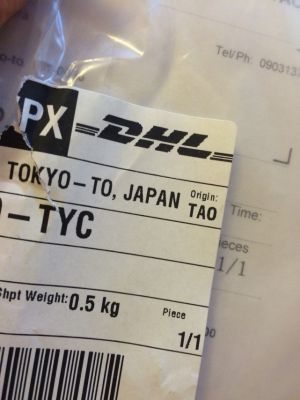 Tel/Ph: 0903133
PX DHL
TOKYO-TO, JAPAN
Origin:
TAO
-TYC
Time:
ieces
1/1
Shpt Weight: 0.5 kg
Piece
1/1